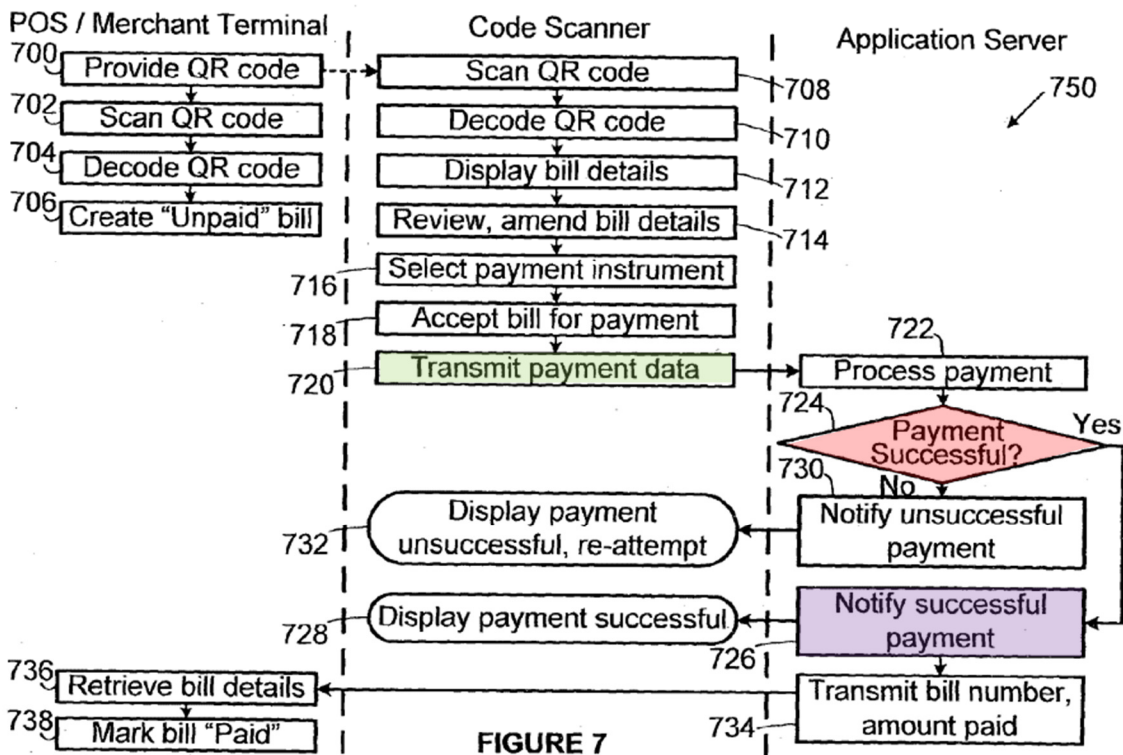 POS / Merchant Terminal
Code Scanner
Application Server
700
Provide QR code
Scan QR code
708
750
702
Scan QR code
Decode QR code
710
704
Decode QR code
Display bill details
712
706
Create “Unpaid” bill
Review, amend bill details
714
716
Select payment instrument
718
Accept bill for payment
722
720
Transmit payment data
Process payment
724
Payment
Successful?
Yes
730
No
Display payment
unsuccessful, re-attempt
732
Notify unsuccessful
payment
Display payment successful
728
Notify successful
payment
726
736
Retrieve bill details
Transmit bill number,
amount paid
734
738
Mark bill “Paid”
FIGURE 7